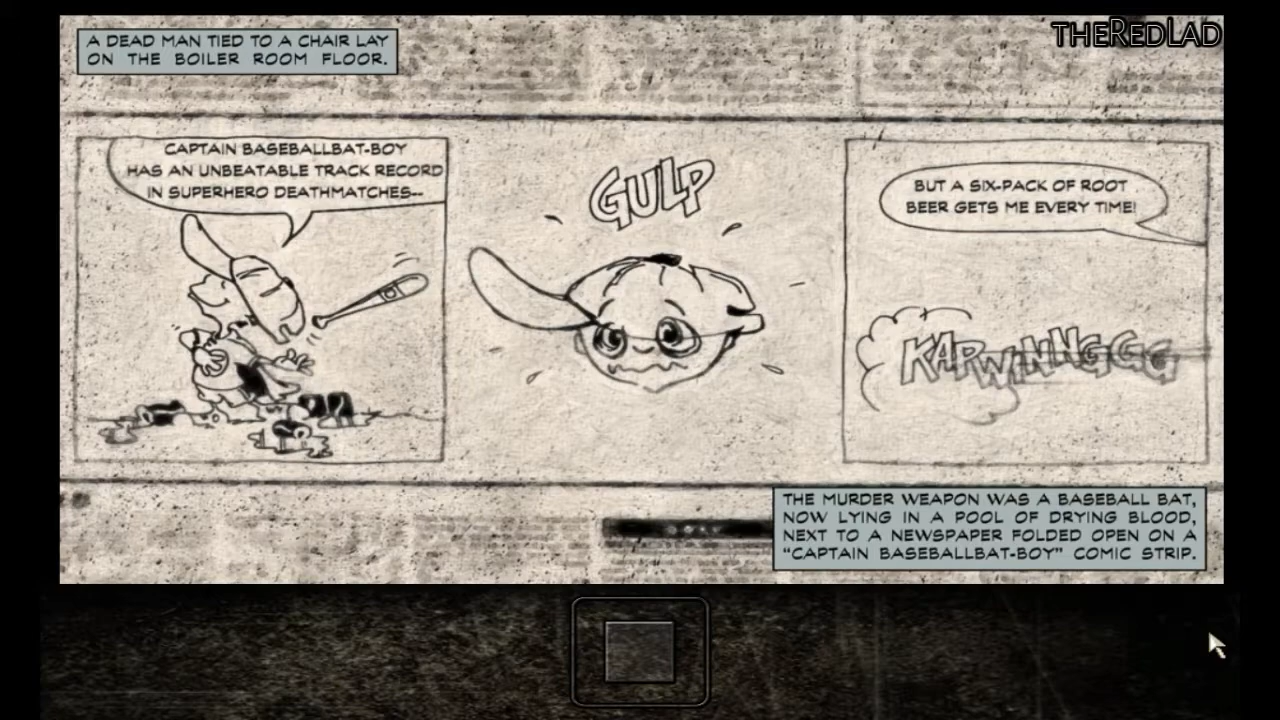 THEREDLAD
A DEAD MAN TIED TO A CHAIR LAY
ON THE BOILER ROOM FLOOR.
CAPTAIN BASEBALLBAT-BOY
HAS AN UNBEATABLE TRACK RECORD
IN SUPERHERO DEATHMATCHES--
GULP
BUT A SIX-PACK OF ROOT
BEER GETS ME EVERY TIME!
KAPWINNGGG
THE MURDER WEAPON WAS A BASEBALL BAT,
NOW LYING IN A POOL OF DRYING BLOOD,
NEXT TO A NEWSPAPER FOLDED OPEN ON A
“CAPTAIN BASEBALLBAT-BOY” COMIC STRIP.